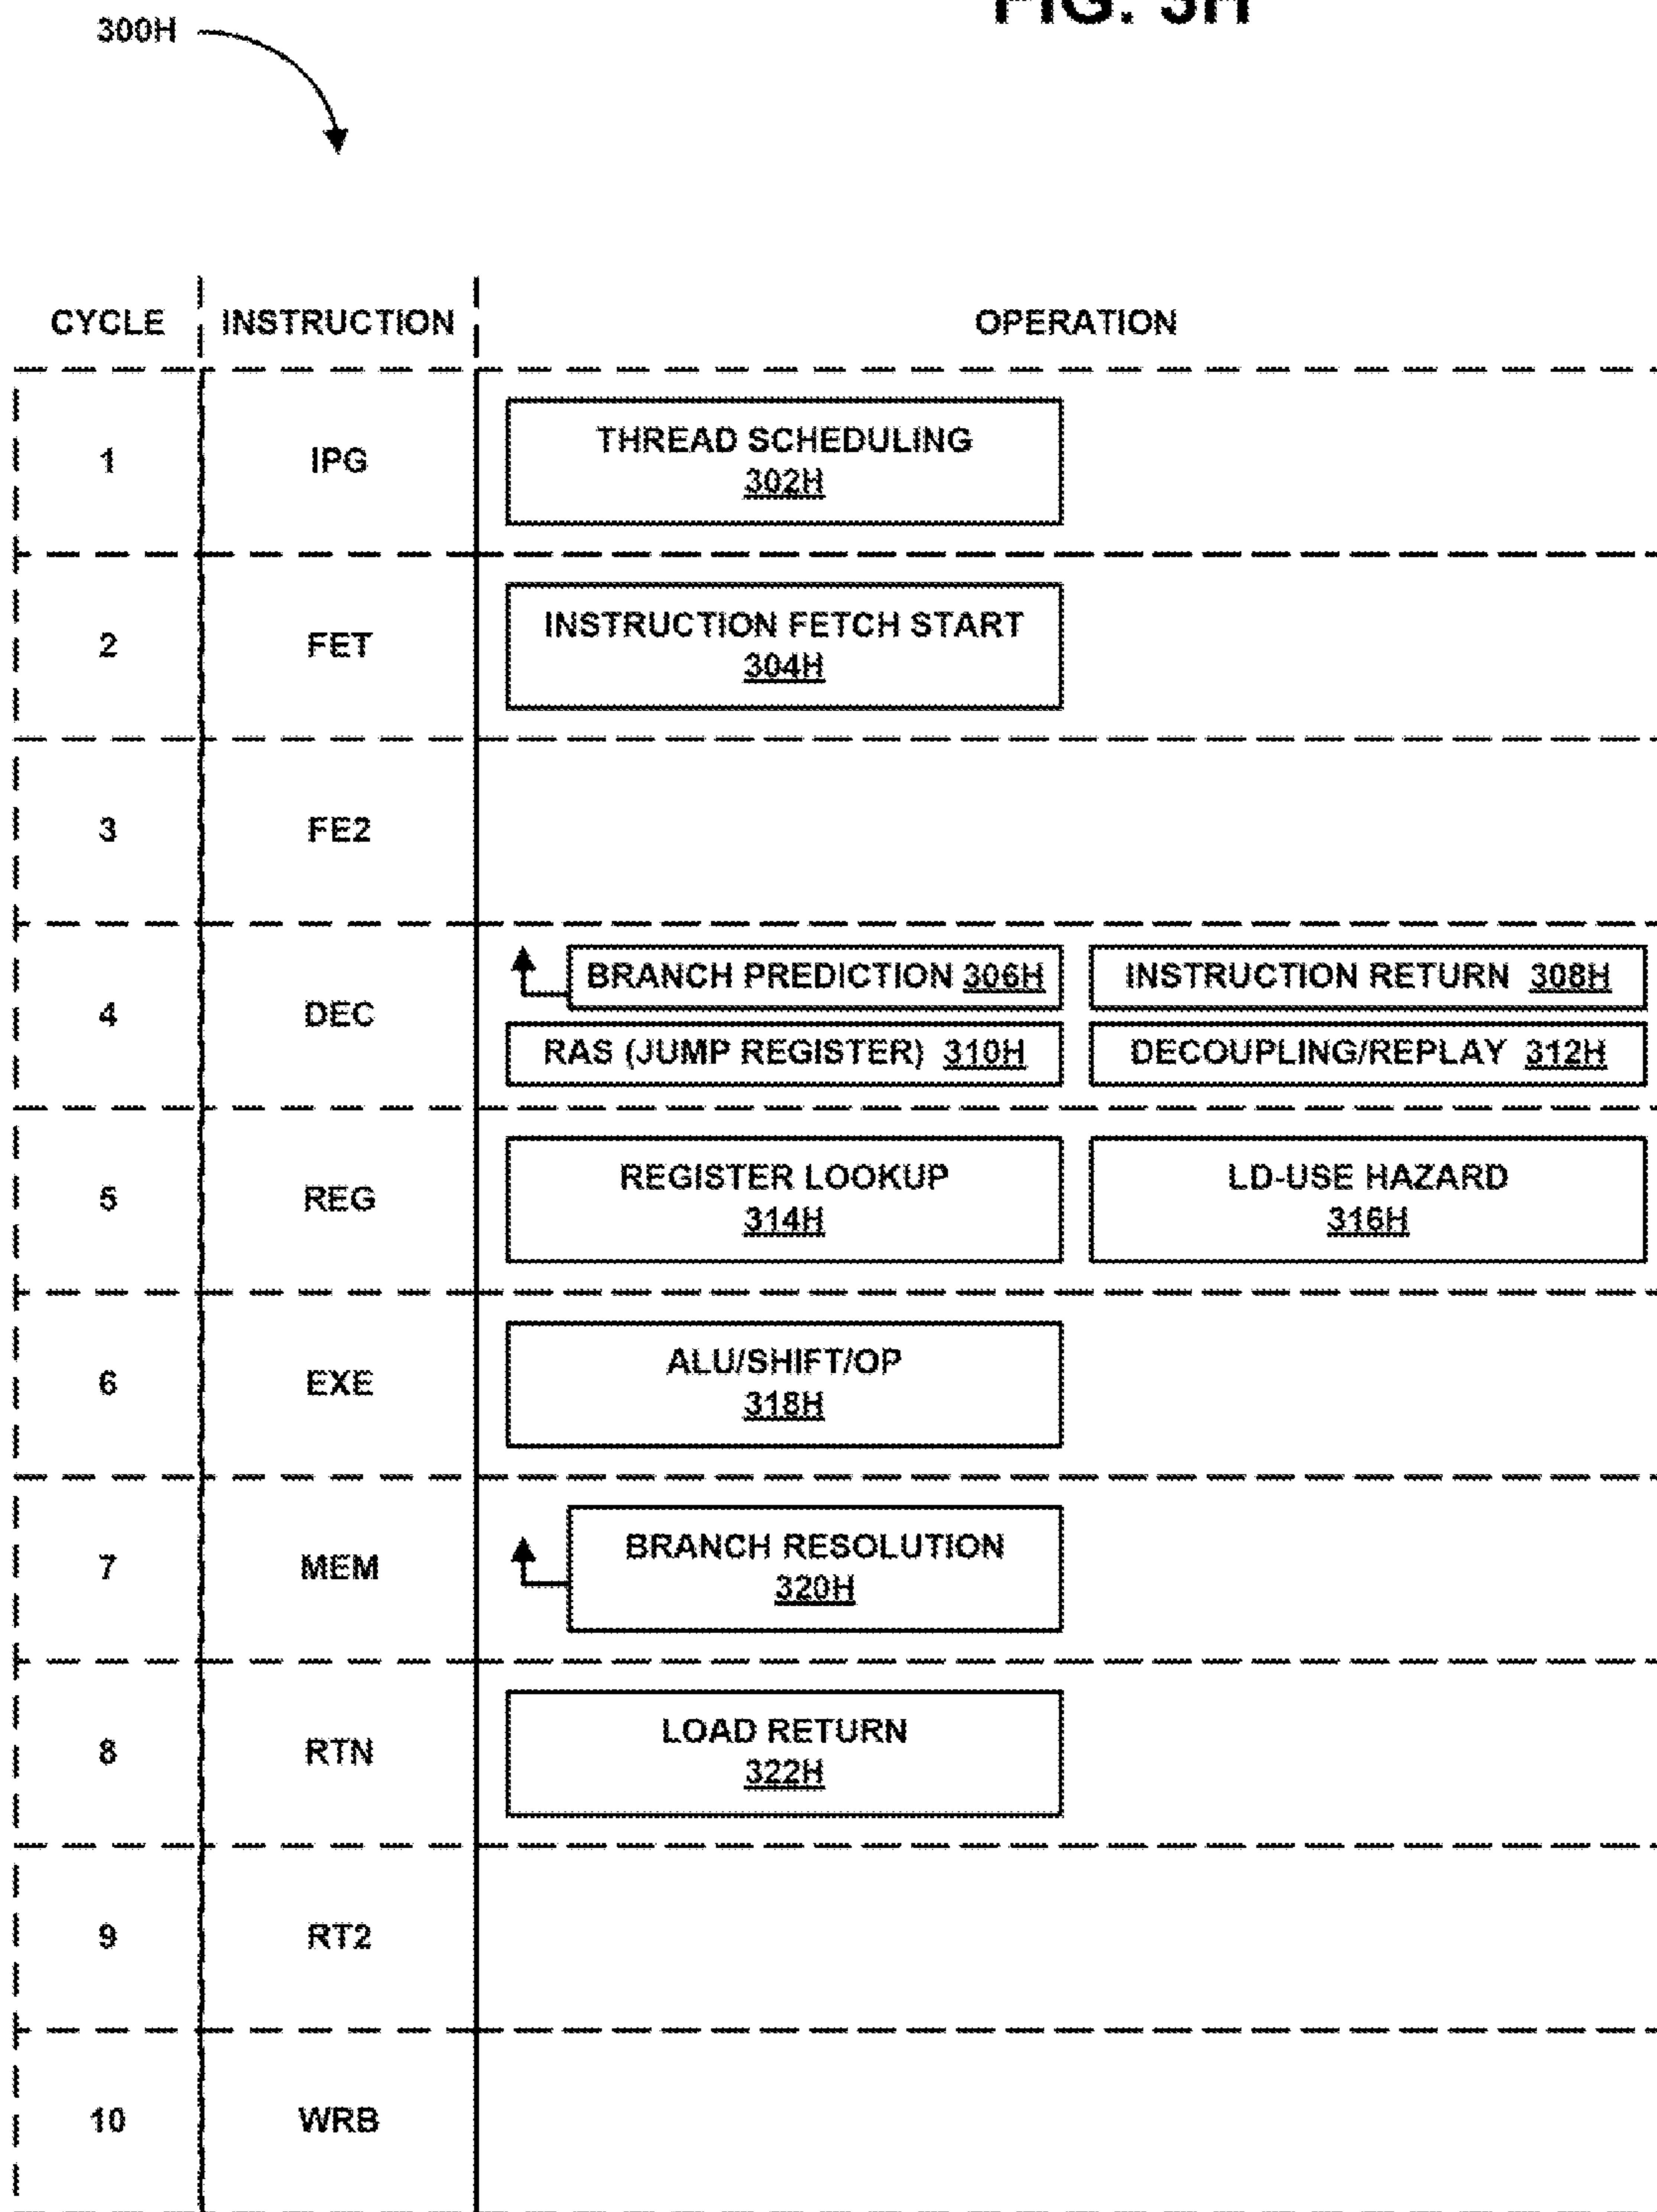 FIG. 3H
300H
CYCLE INSTRUCTION OPERATION
1 IPG THREAD SCHEDULING
302H
2 FET INSTRUCTION FETCH START
304H
3 FE2
BRANCH PREDICTION 306H INSTRUCTION RETURN 308H
4 DEC
RAS (JUMP REGISTER) 310H DECOUPLING/REPLAY 312H
5 REG REGISTER LOOKUP LD-USE HAZARD
314H 316H
6 EXE ALU/SHIFT/OP
318H
7 MEM BRANCH RESOLUTION
320H
8 RTN LOAD RETURN
322H
9 RT2
10 WRB